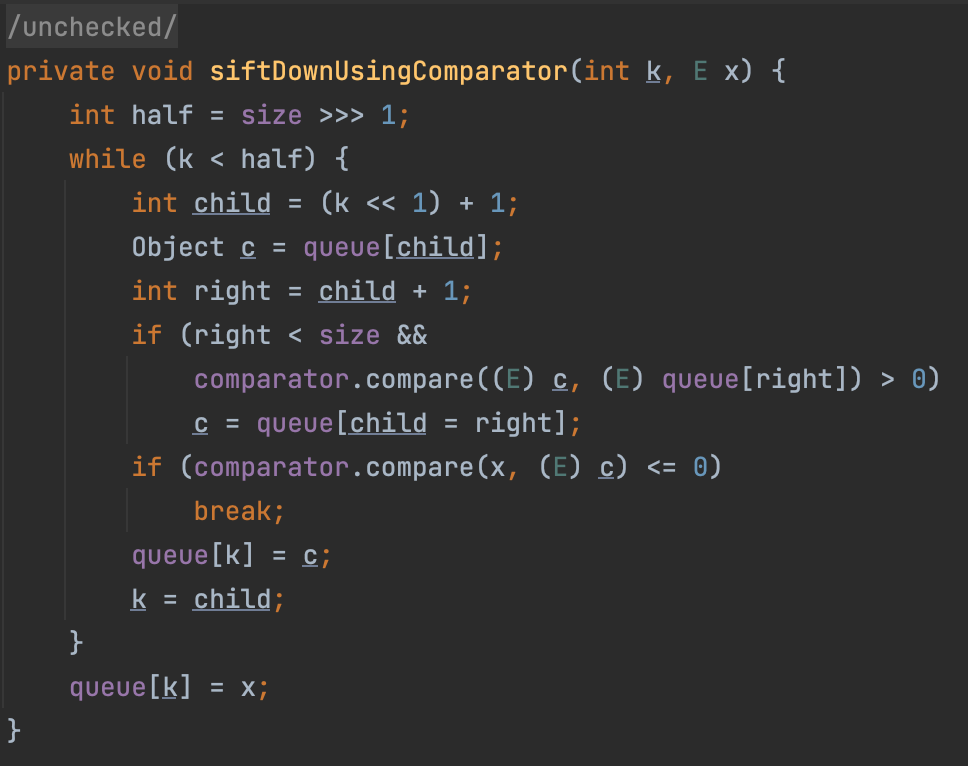 /unchecked/
private void siftDownUsingComparator(int k, E x) {
    int half = size >>> 1;
    while (k < half) {
        int child = (k << 1) + 1;
        Object c = queue[child];
        int right = child + 1;
        if (right < size &&
            comparator.compare((E) c, (E) queue[right]) > 0)
            c = queue[child = right];
        if (comparator.compare(x, (E) c) <= 0)
            break;
        queue[k] = c;
        k = child;
    }
    queue[k] = x;
}